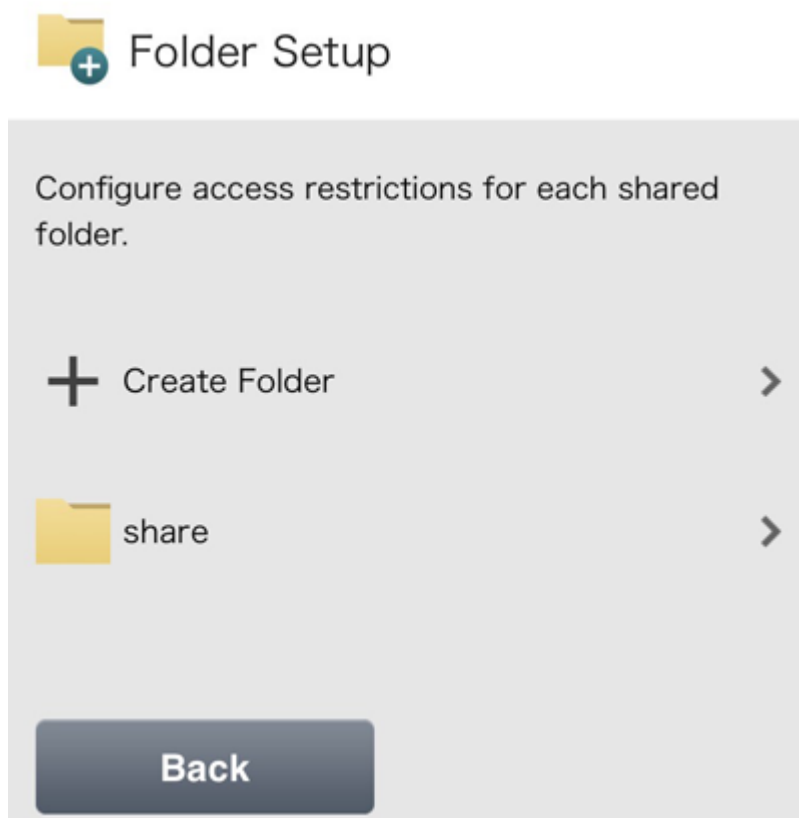 Folder Setup
Configure access restrictions for each shared
folder.
Create Folder
share
Back